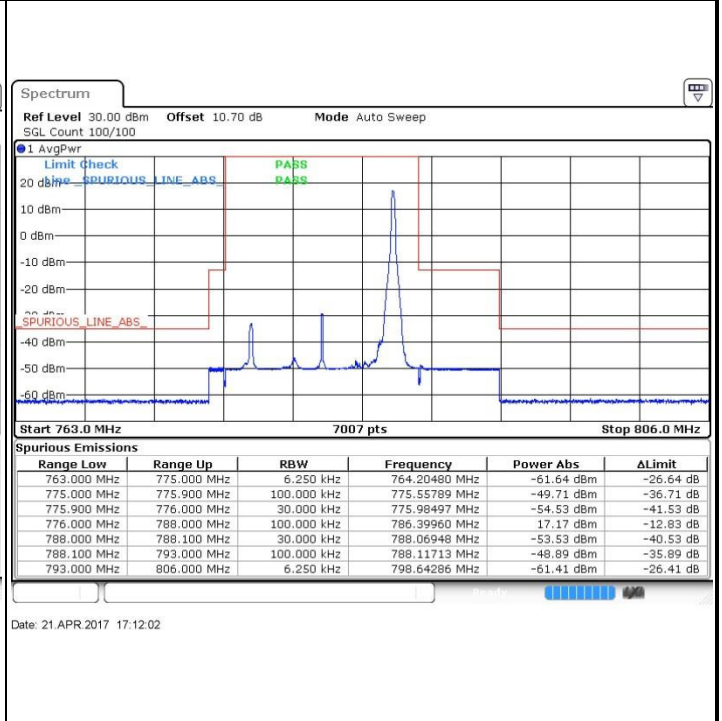 Spectrum
Ref Level 30.00 dBm Offset 10.70 dB Mode Auto Sweep
SGL Count 100/100
1 AvgPwr
Limit Check PASS
20 dBm
Line _SPURIOUS_LINE_ABS_ PASS
10 dBm
0 dBm
-10 dBm
-20 dBm
-30 dBm
_SPURIOUS_LINE_ABS_
-40 dBm
-50 dBm
-60 dBm
Start 763.0 MHz 7007 pts Stop 806.0 MHz
Spurious Emissions
Range Low Range Up RBW Frequency Power Abs ΔLimit
763.000 MHz 775.000 MHz 6.250 kHz 764.20480 MHz -61.64 dBm -26.64 dB
775.000 MHz 775.900 MHz 100.000 kHz 775.55789 MHz -49.71 dBm -36.71 dB
775.900 MHz 776.000 MHz 30.000 kHz 775.98497 MHz -54.53 dBm -41.53 dB
776.000 MHz 788.000 MHz 100.000 kHz 786.39960 MHz 17.17 dBm -12.83 dB
788.000 MHz 788.100 MHz 30.000 kHz 788.06948 MHz -53.53 dBm -40.53 dB
788.100 MHz 793.000 MHz 100.000 kHz 788.11713 MHz -48.89 dBm -35.89 dB
793.000 MHz 806.000 MHz 6.250 kHz 798.64286 MHz -61.41 dBm -26.41 dB
Ready
Date: 21.APR.2017 17:12:02